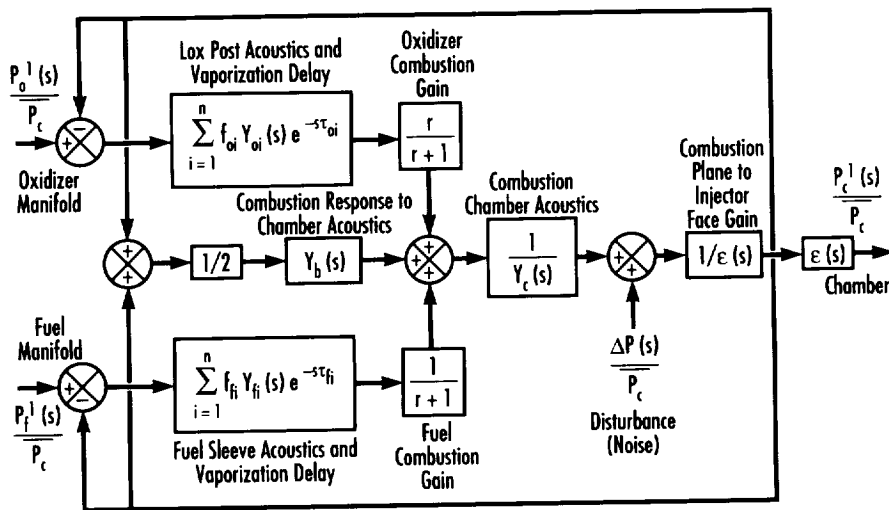 Lox Post Acoustics and
Vaporization Delay
Oxidizer
Combustion
Gain
P_o^1 (s)
P_c
+
−
n
Σ f_oi Y_oi (s) e^−sτ_oi
i = 1
r
r + 1
Oxidizer
Manifold
Combustion Response to
Chamber Acoustics
Combustion
Chamber Acoustics
Combustion
Plane to
Injector
Face Gain
P_c^1 (s)
P_c
+
+
1/2
Y_b (s)
+
+
+
1
Y_c (s)
+
+
1/ε (s)
ε (s)
Chamber
Fuel
Manifold
+
−
P_f^1 (s)
P_c
n
Σ f_fi Y_fi (s) e^−sτ_fi
i = 1
1
r + 1
ΔP (s)
P_c
Disturbance
(Noise)
Fuel Sleeve Acoustics and
Vaporization Delay
Fuel
Combustion
Gain